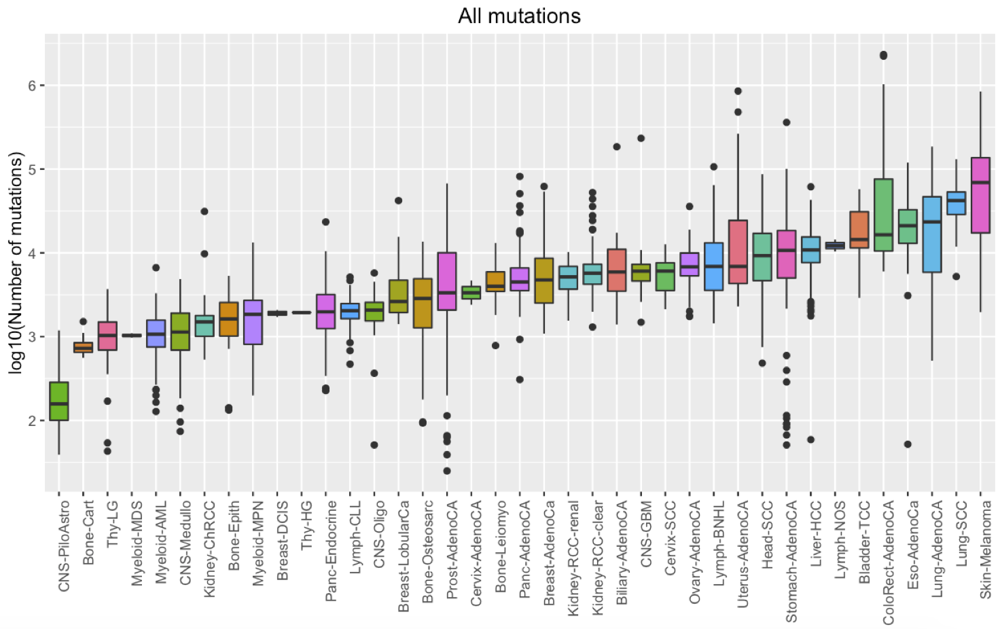 All mutations
log10(Number of mutations)
6
5
4
3
2
CNS-PiloAstro
Bone-Cart
Thy-LG
Myeloid-MDS
Myeloid-AML
CNS-Medullo
Kidney-ChRCC
Bone-Epith
Myeloid-MPN
Breast-DCIS
Thy-HG
Panc-Endocrine
Lymph-CLL
CNS-Oligo
Breast-LobularCa
Bone-Osteosarc
Prost-AdenoCA
Cervix-AdenoCA
Bone-Leiomyo
Panc-AdenoCA
Breast-AdenoCa
Kidney-RCC-renal
Kidney-RCC-clear
Biliary-AdenoCA
CNS-GBM
Cervix-SCC
Ovary-AdenoCA
Lymph-BNHL
Uterus-AdenoCA
Head-SCC
Stomach-AdenoCA
Liver-HCC
Lymph-NOS
Bladder-TCC
ColoRect-AdenoCA
Eso-AdenoCa
Lung-AdenoCA
Lung-SCC
Skin-Melanoma